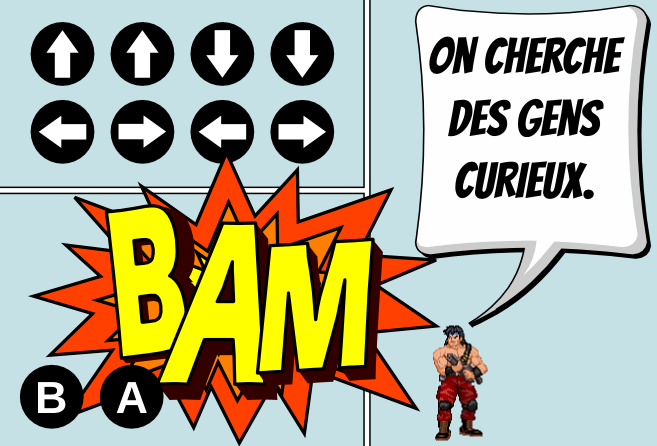 ON CHERCHE
DES GENS
CURIEUX.
BAM
B A